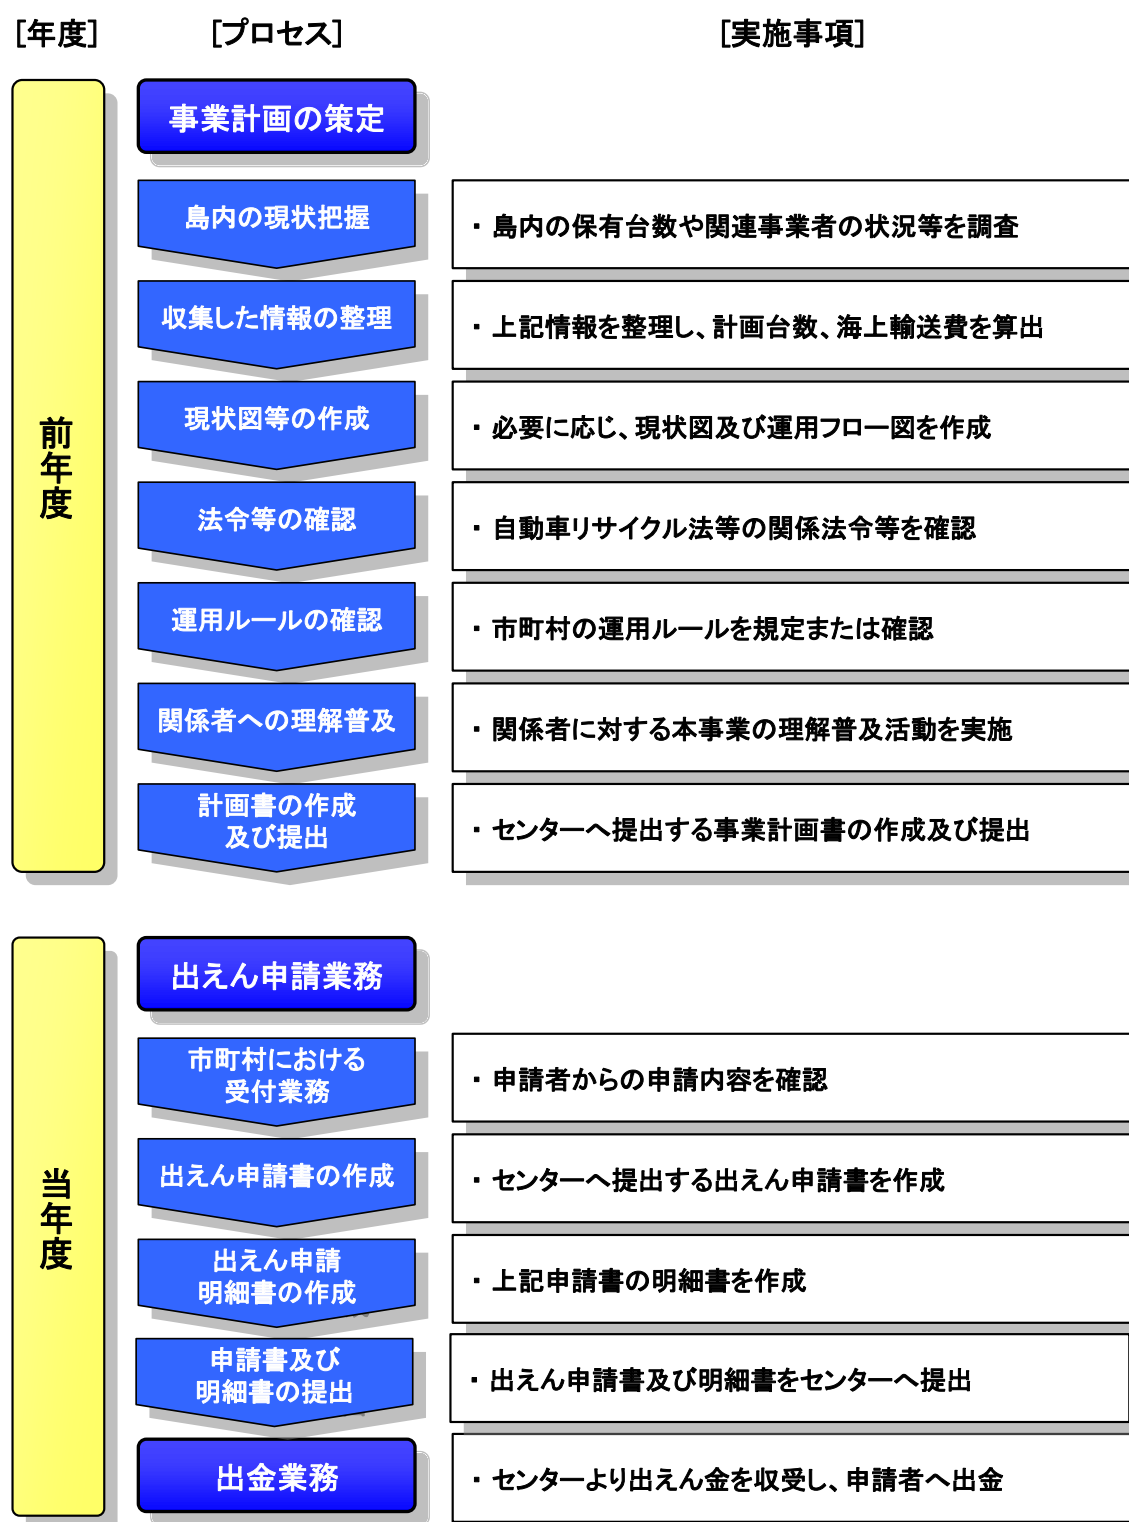 [年度] [プロセス] [実施事項]
前年度
事業計画の策定
島内の現状把握
・島内の保有台数や関連事業者の状況等を調査
収集した情報の整理
・上記情報を整理し、計画台数、海上輸送費を算出
現状図等の作成
・必要に応じ、現状図及び運用フロー図を作成
法令等の確認
・自動車リサイクル法等の関係法令等を確認
運用ルールの確認
・市町村の運用ルールを規定または確認
関係者への理解普及
・関係者に対する本事業の理解普及活動を実施
計画書の作成
及び提出
・センターへ提出する事業計画書の作成及び提出
当年度
出えん申請業務
市町村における
受付業務
・申請者からの申請内容を確認
出えん申請書の作成
・センターへ提出する出えん申請書を作成
出えん申請
明細書の作成
・上記申請書の明細書を作成
申請書及び
明細書の提出
・出えん申請書及び明細書をセンターへ提出
出金業務
・センターより出えん金を収受し、申請者へ出金